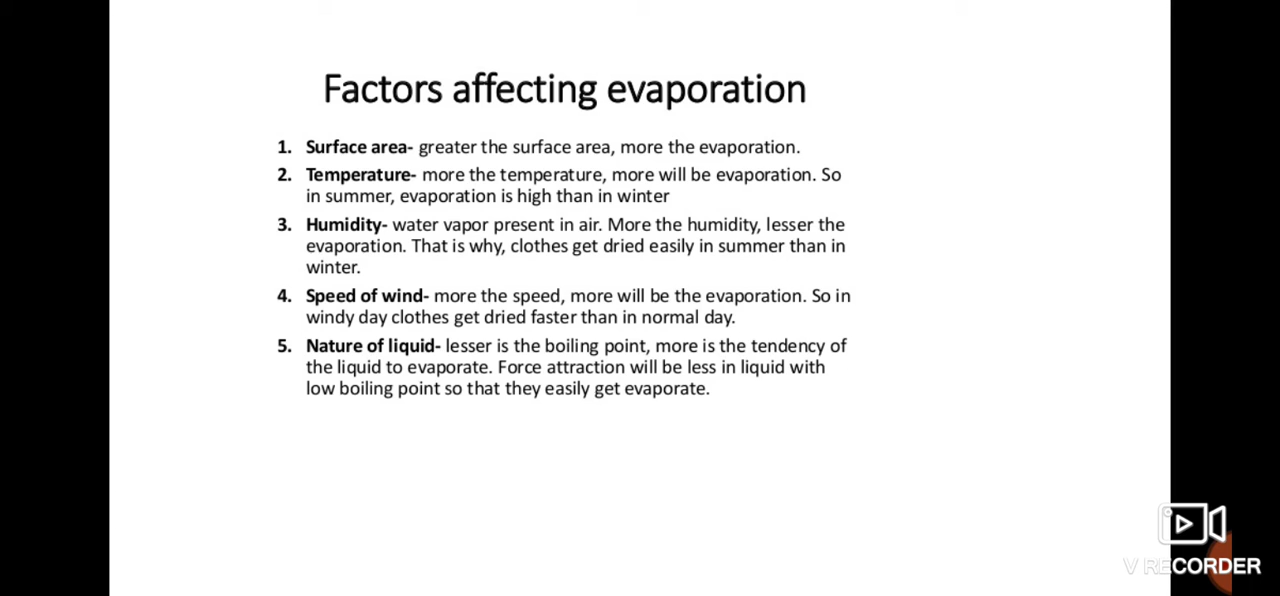 Factors affecting evaporation
1. Surface area- greater the surface area, more the evaporation.
2. Temperature- more the temperature, more will be evaporation. So
in summer, evaporation is high than in winter
3. Humidity- water vapor present in air. More the humidity, lesser the
evaporation. That is why, clothes get dried easily in summer than in
winter.
4. Speed of wind- more the speed, more will be the evaporation. So in
windy day clothes get dried faster than in normal day.
5. Nature of liquid- lesser is the boiling point, more is the tendency of
the liquid to evaporate. Force attraction will be less in liquid with
low boiling point so that they easily get evaporate.
V RECORDER